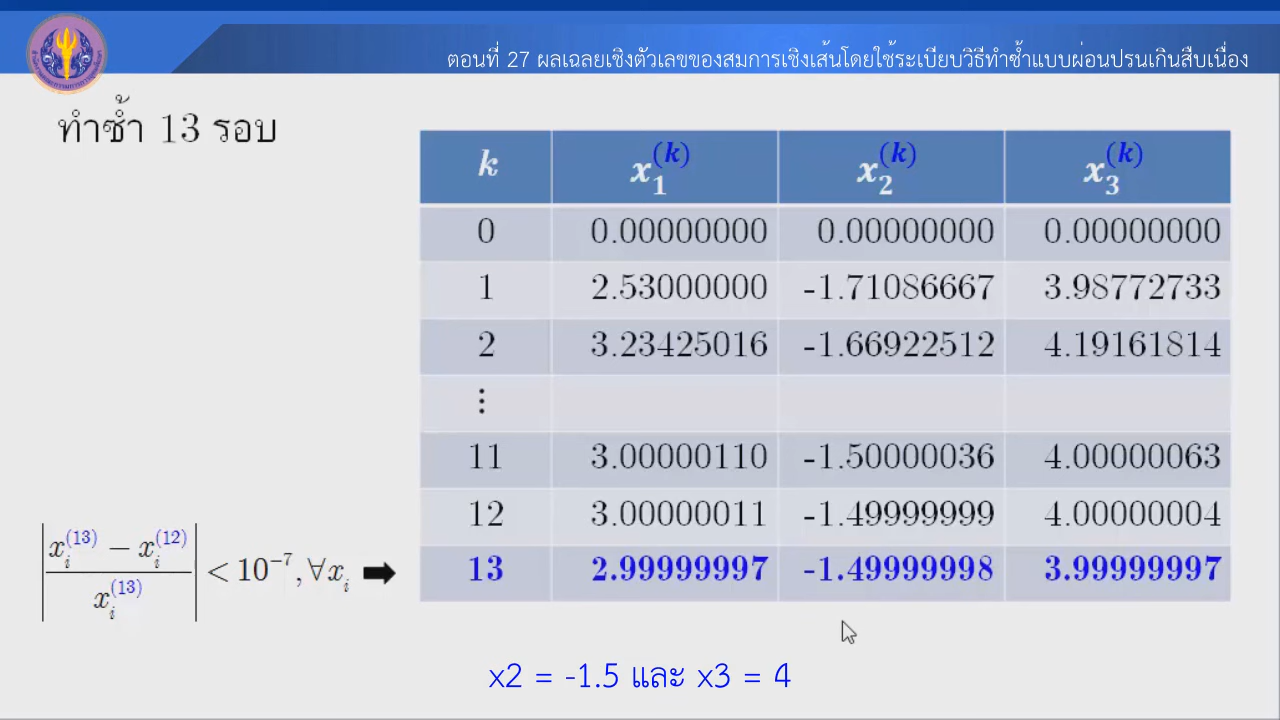 ตอนที่ 27 ผลเฉลยเชิงตัวเลขของสมการเชิงเส้นโดยใช้ระเบียบวิธีทำซ้ำแบบผ่อนปรนเกินสืบเนื่อง
ทำซ้ำ 13 รอบ
k x₁⁽ᵏ⁾ x₂⁽ᵏ⁾ x₃⁽ᵏ⁾
0 0.00000000 0.00000000 0.00000000
1 2.53000000 -1.71086667 3.98772733
2 3.23425016 -1.66922512 4.19161814
⋮
11 3.00000110 -1.50000036 4.00000063
12 3.00000011 -1.49999999 4.00000004
13 2.99999997 -1.49999998 3.99999997
|(xᵢ⁽¹³⁾ − xᵢ⁽¹²⁾) / xᵢ⁽¹³⁾| < 10⁻⁷, ∀xᵢ ➡
x2 = -1.5 และ x3 = 4